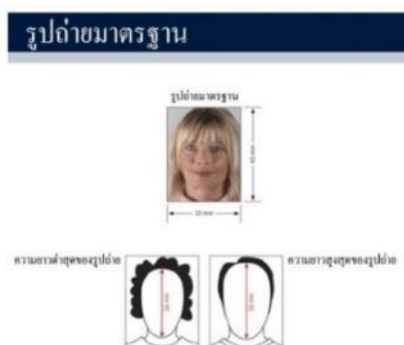 รูปถ่ายมาตรฐาน
รูปถ่ายมาตรฐาน
35 mm
ความยาวต่ำสุดของรูปถ่าย
ความยาวสูงสุดของรูปถ่าย